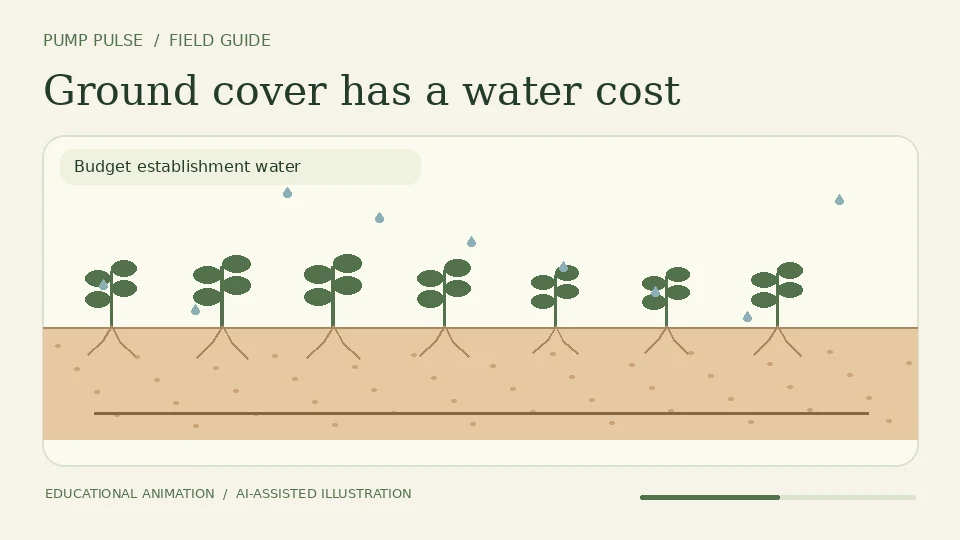 PUMP PULSE / FIELD GUIDE
Ground cover has a water cost
Budget establishment water
EDUCATIONAL ANIMATION / AI-ASSISTED ILLUSTRATION